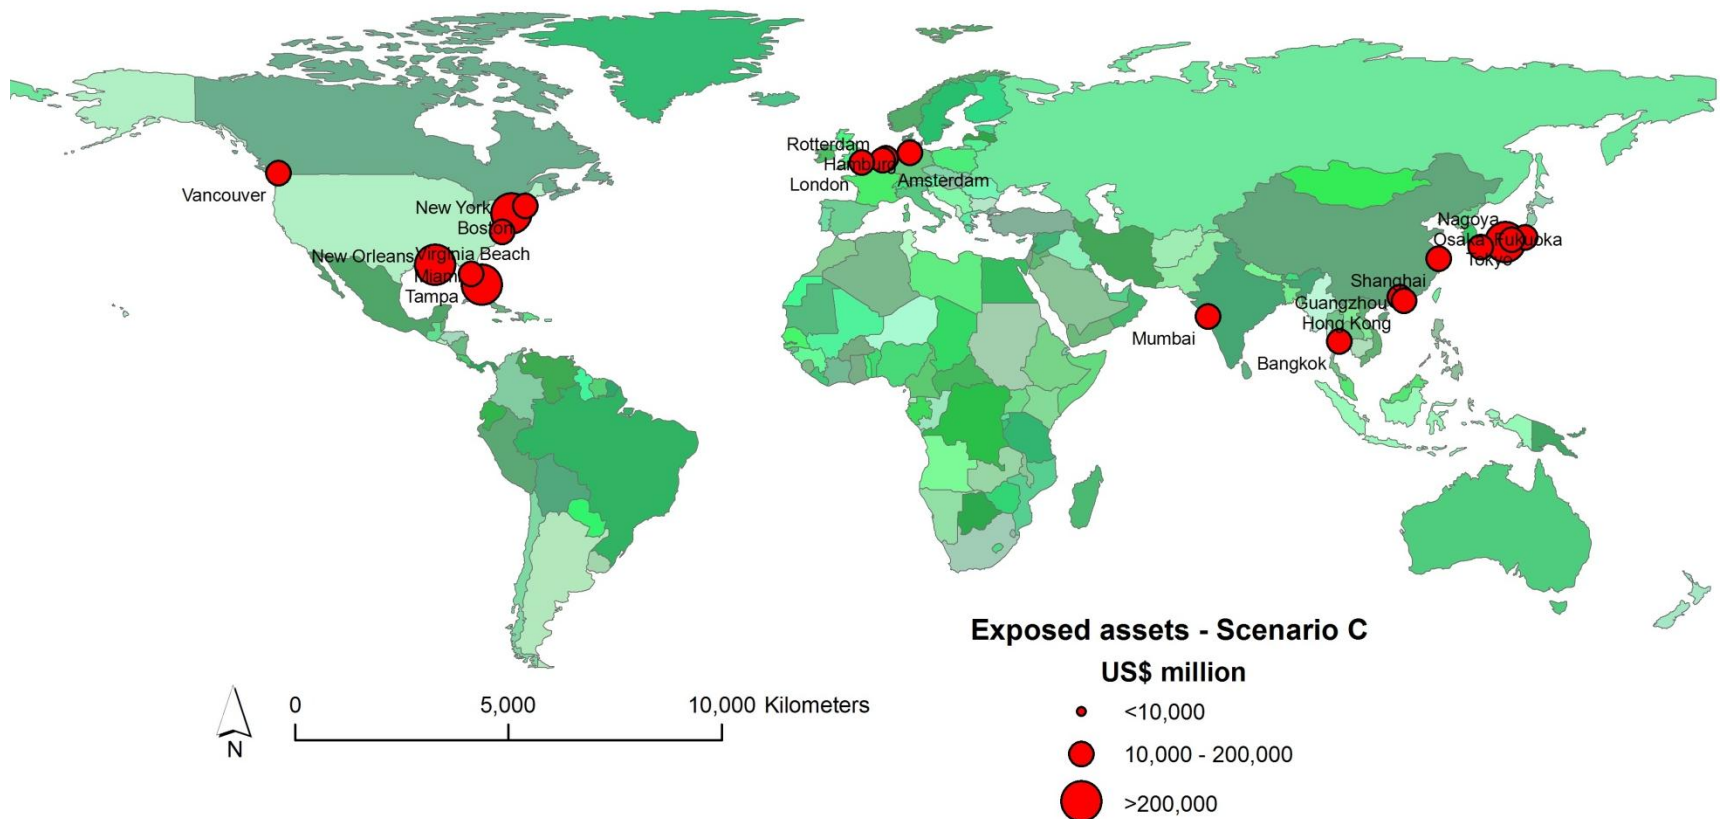 Rotterdam
Hamburg
London
Amsterdam
Vancouver
New York
Boston
New Orleans
Virginia Beach
Miami
Tampa
Nagoya
Osaka
Fukuoka
Tokyo
Shanghai
Guangzhou
Hong Kong
Mumbai
Bangkok
Exposed assets - Scenario C
US$ million
<10,000
10,000 - 200,000
>200,000
0
5,000
10,000 Kilometers
N